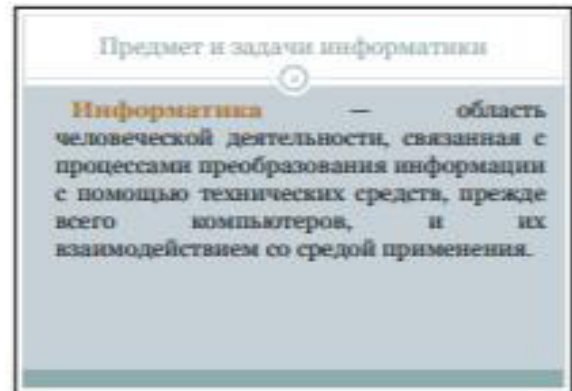 Предмет и задачи информатики
Информатика — область
человеческой деятельности, связанная с
процессами преобразования информации
с помощью технических средств, прежде
всего компьютеров, и их
взаимодействием со средой применения.